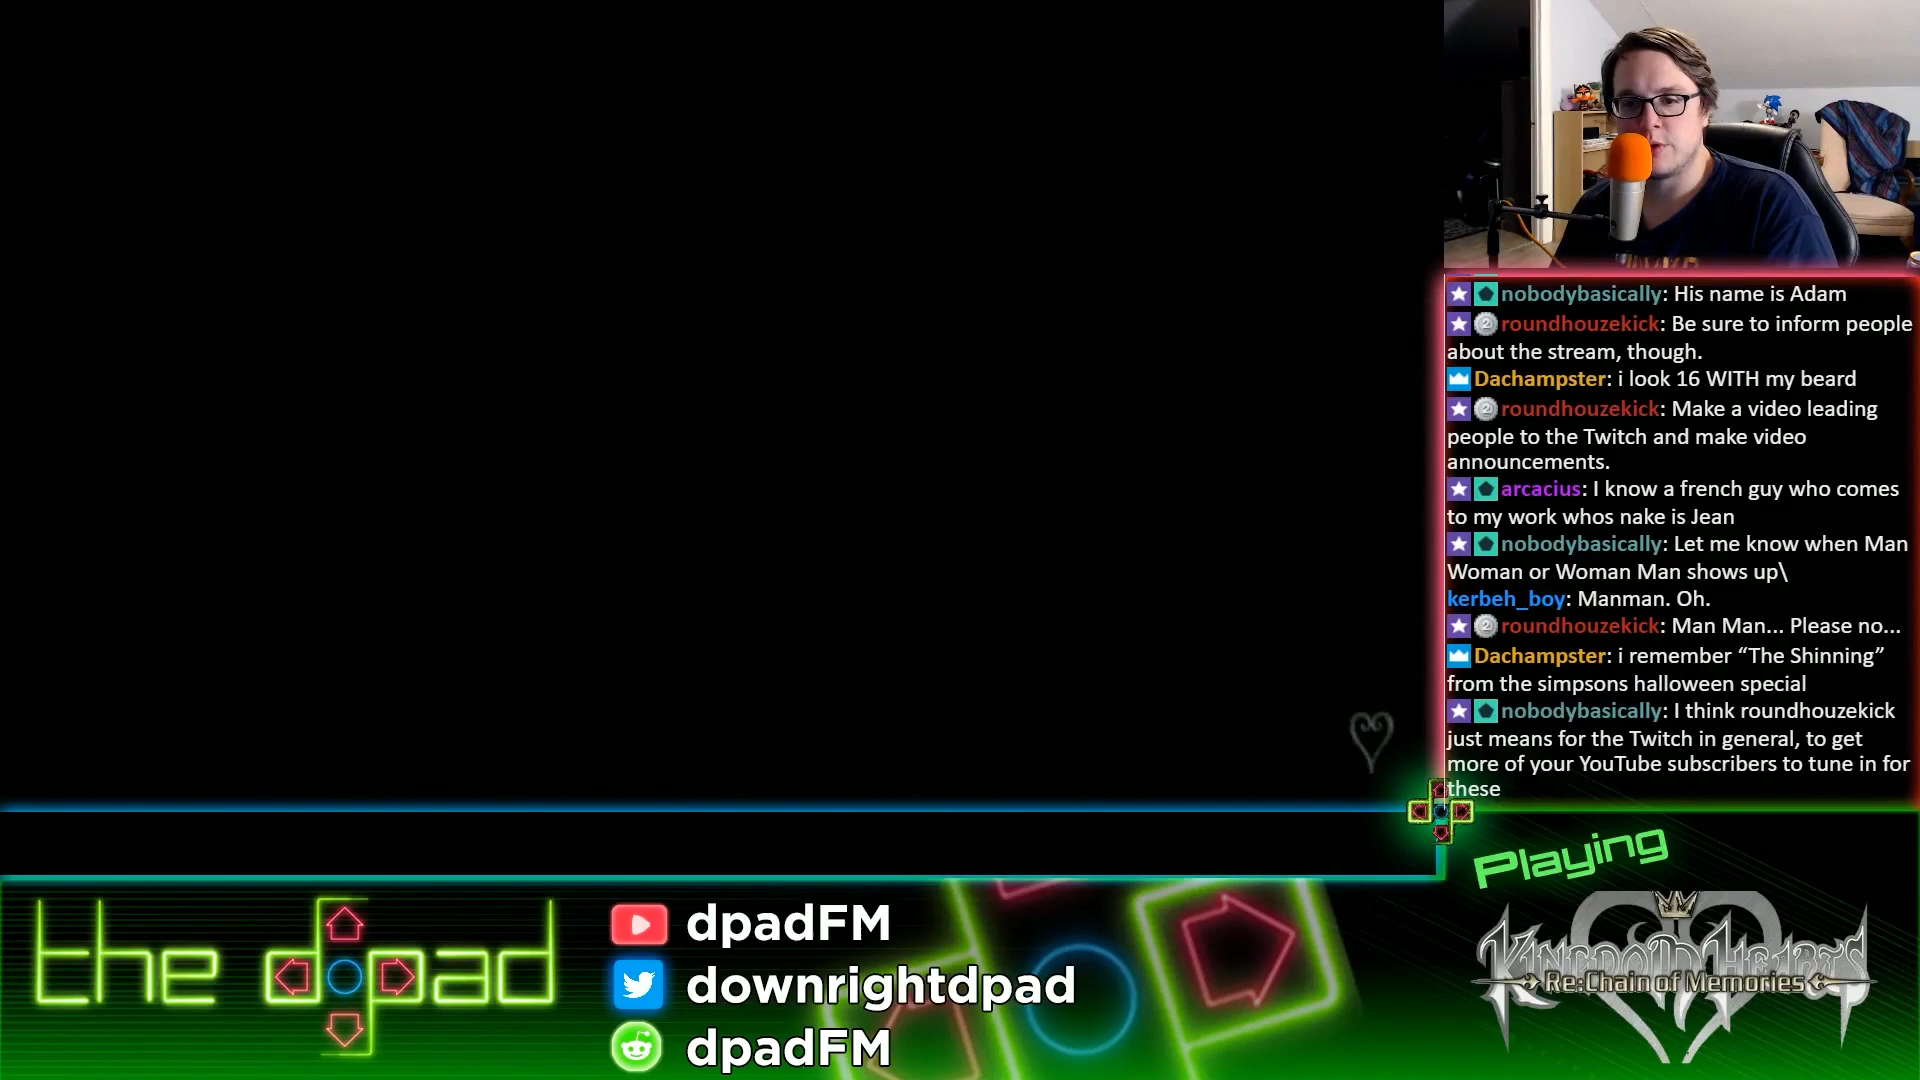 nobodybasically: His name is Adam
roundhouzekick: Be sure to inform people
about the stream, though.
Dachampster: i look 16 WITH my beard
roundhouzekick: Make a video leading
people to the Twitch and make video
announcements.
arcacius: I know a french guy who comes
to my work whos nake is Jean
nobodybasically: Let me know when Man
Woman or Woman Man shows up\
kerbeh_boy: Manman. Oh.
roundhouzekick: Man Man... Please no...
Dachampster: i remember “The Shinning”
from the simpsons halloween special
nobodybasically: I think roundhouzekick
just means for the Twitch in general, to get
more of your YouTube subscribers to tune in for
these
Playing
KINGDOM HEARTS
Re:Chain of Memories
the dpad
dpadFM
downrightdpad
dpadFM